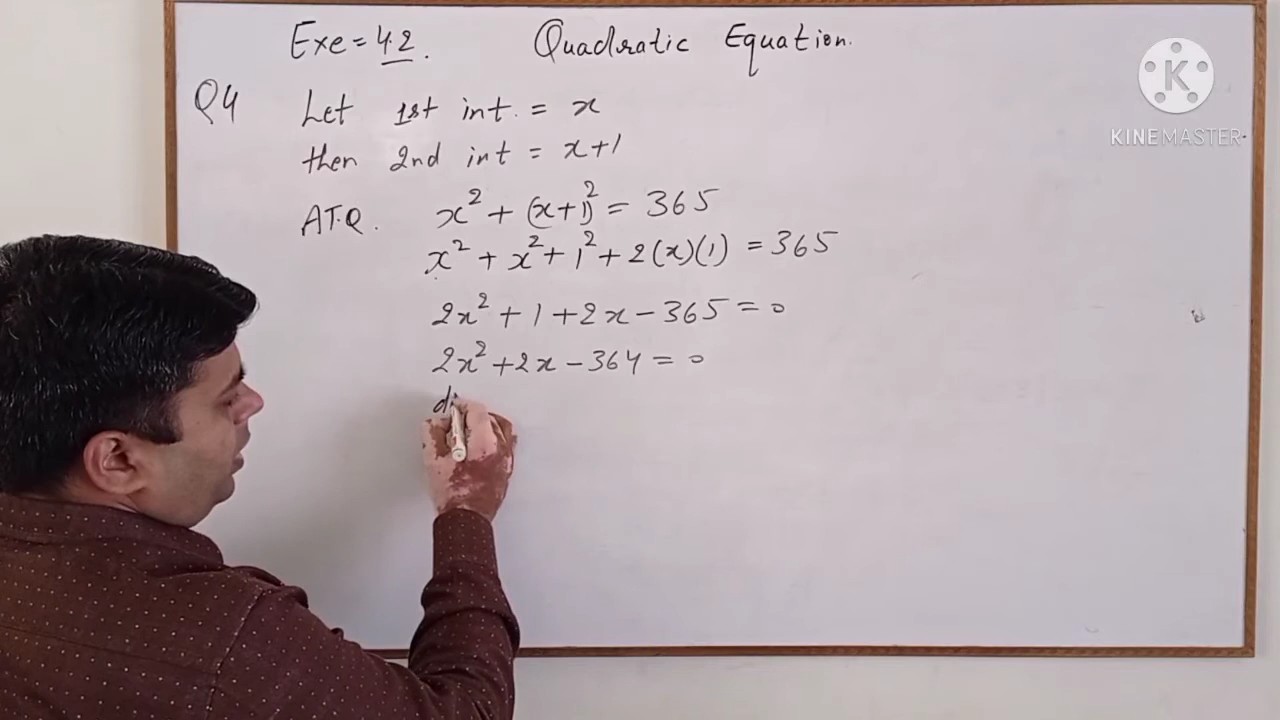 Exe = 4.2. Quadratic Equation.
Q4 Let 1st int. = x
then 2nd int = x+1
A.T.Q. x² + (x+1)² = 365
x² + x² + 1² + 2(x)(1) = 365
2x² + 1 + 2x - 365 = 0
2x² + 2x - 364 = 0
di
KINEMASTER